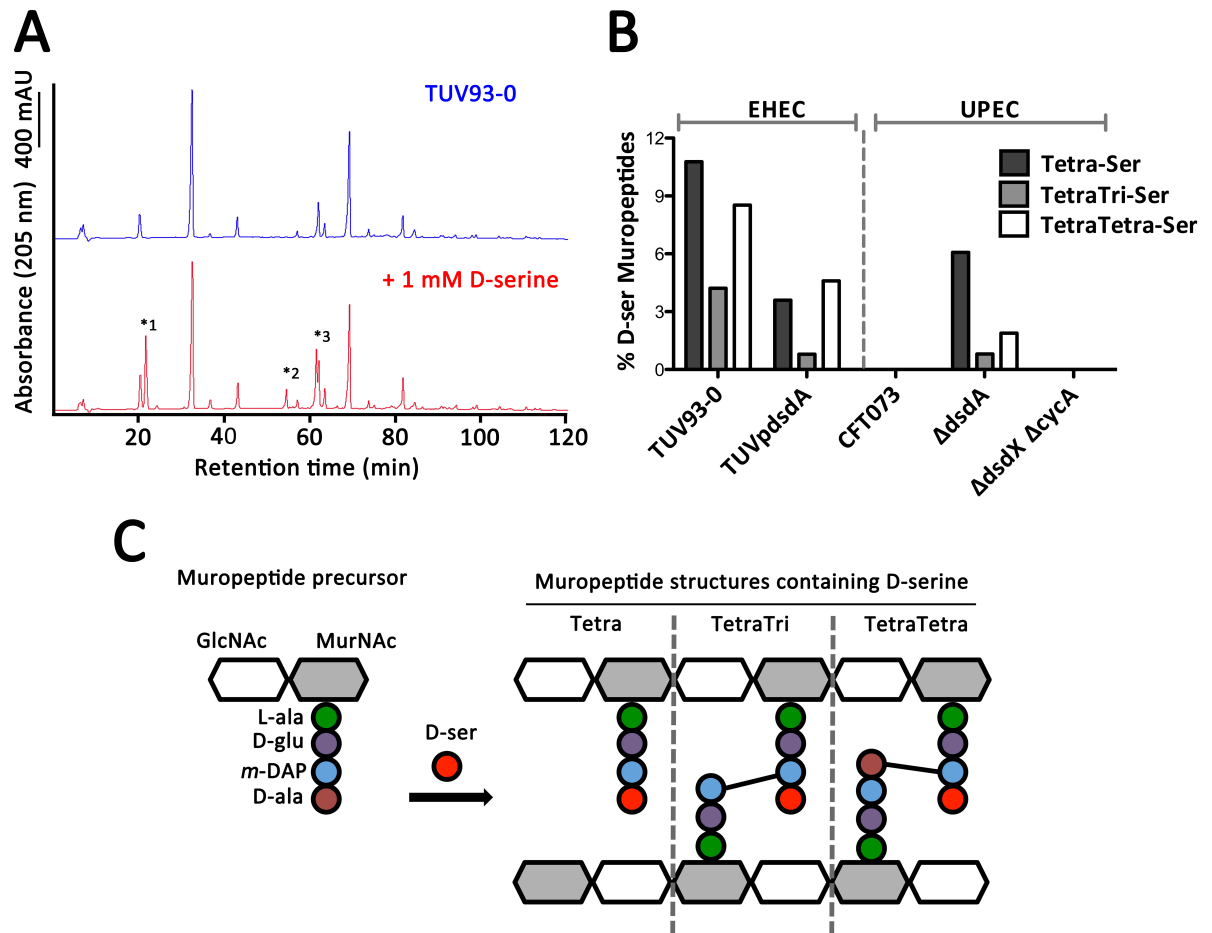 A
Absorbance (205 nm) 400 mAU
TUV93-0
+ 1 mM D-serine
*1
*2
*3
20 40 60 80 100 120
Retention time (min)
B
EHEC UPEC
% D-ser Muropeptides
12
9
6
3
0
Tetra-Ser
TetraTri-Ser
TetraTetra-Ser
TUV93-0
TUVpdsdA
CFT073
ΔdsdA
ΔdsdX ΔcycA
C
Muropeptide precursor
GlcNAc MurNAc
L-ala
D-glu
m-DAP
D-ala
D-ser
Muropeptide structures containing D-serine
Tetra TetraTri TetraTetra